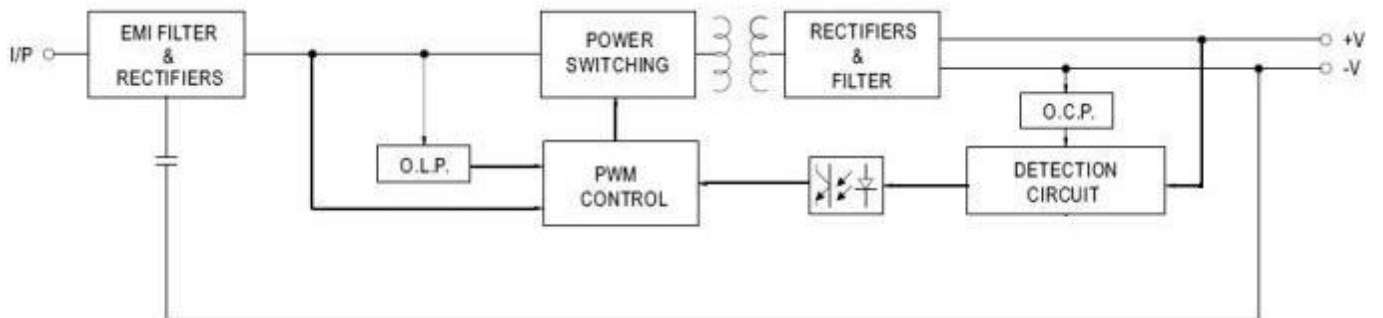 I/P
EMI FILTER
&
RECTIFIERS
POWER
SWITCHING
RECTIFIERS
&
FILTER
+V
-V
O.C.P.
O.L.P.
PWM
CONTROL
DETECTION
CIRCUIT